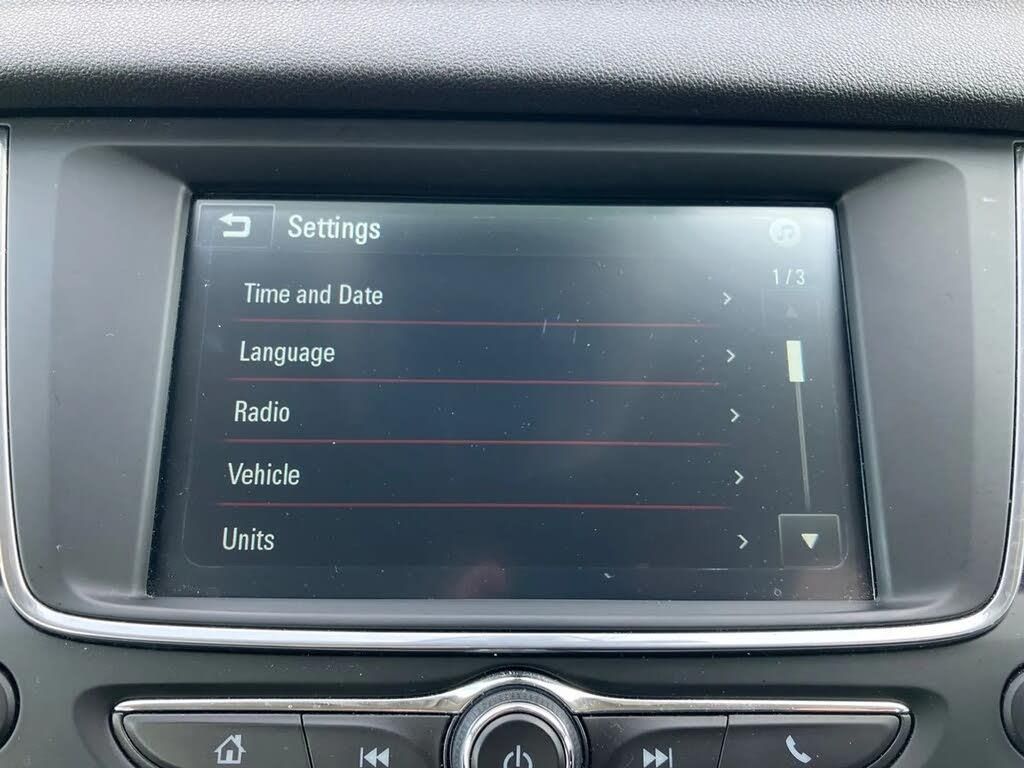 Settings
1/3
Time and Date
Language
Radio
Vehicle
Units